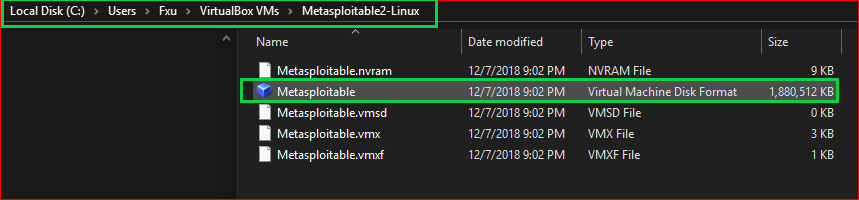 Local Disk (C:) > Users > Fxu > VirtualBox VMs > Metasploitable2-Linux
Name Date modified Type Size
Metasploitable.nvram 12/7/2018 9:02 PM NVRAM File 9 KB
Metasploitable 12/7/2018 9:02 PM Virtual Machine Disk Format 1,880,512 KB
Metasploitable.vmsd 12/7/2018 9:02 PM VMSD File 0 KB
Metasploitable.vmx 12/7/2018 9:02 PM VMX File 3 KB
Metasploitable.vmxf 12/7/2018 9:02 PM VMXF File 1 KB